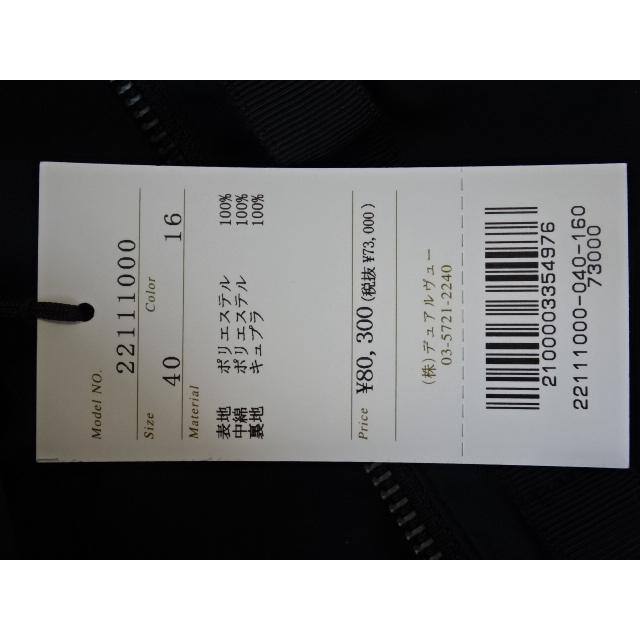 Model NO.
22111000
Size 40 Color 16
Material
表地 ポリエステル 100%
中綿 ポリエステル 100%
裏地 キュプラ 100%
Price ¥80,300(税抜¥73,000)
(株)デュアルヴュー
03-5721-2240
2100003354976
22111000-040-160
73000